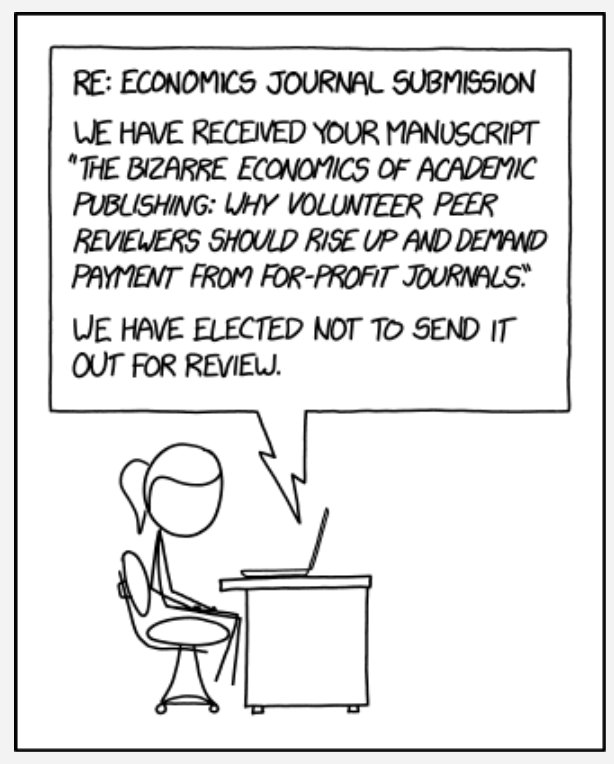 RE: ECONOMICS JOURNAL SUBMISSION
WE HAVE RECEIVED YOUR MANUSCRIPT
"THE BIZARRE ECONOMICS OF ACADEMIC
PUBLISHING: WHY VOLUNTEER PEER
REVIEWERS SHOULD RISE UP AND DEMAND
PAYMENT FROM FOR-PROFIT JOURNALS."
WE HAVE ELECTED NOT TO SEND IT
OUT FOR REVIEW.